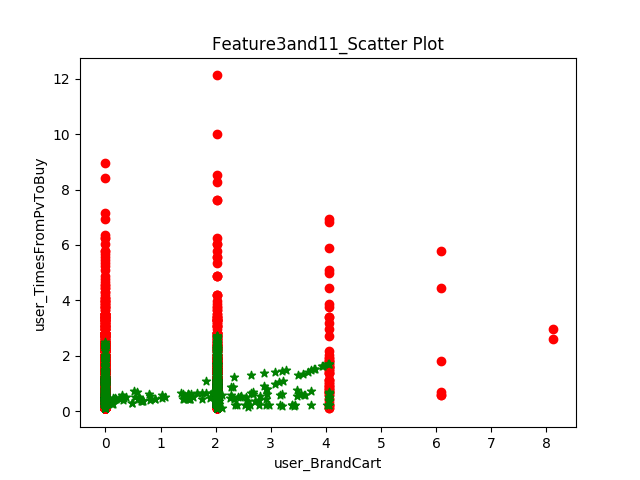 Feature3and11_Scatter Plot
user_TimesFromPvToBuy
12
10
8
6
4
2
0
0 1 2 3 4 5 6 7 8
user_BrandCart